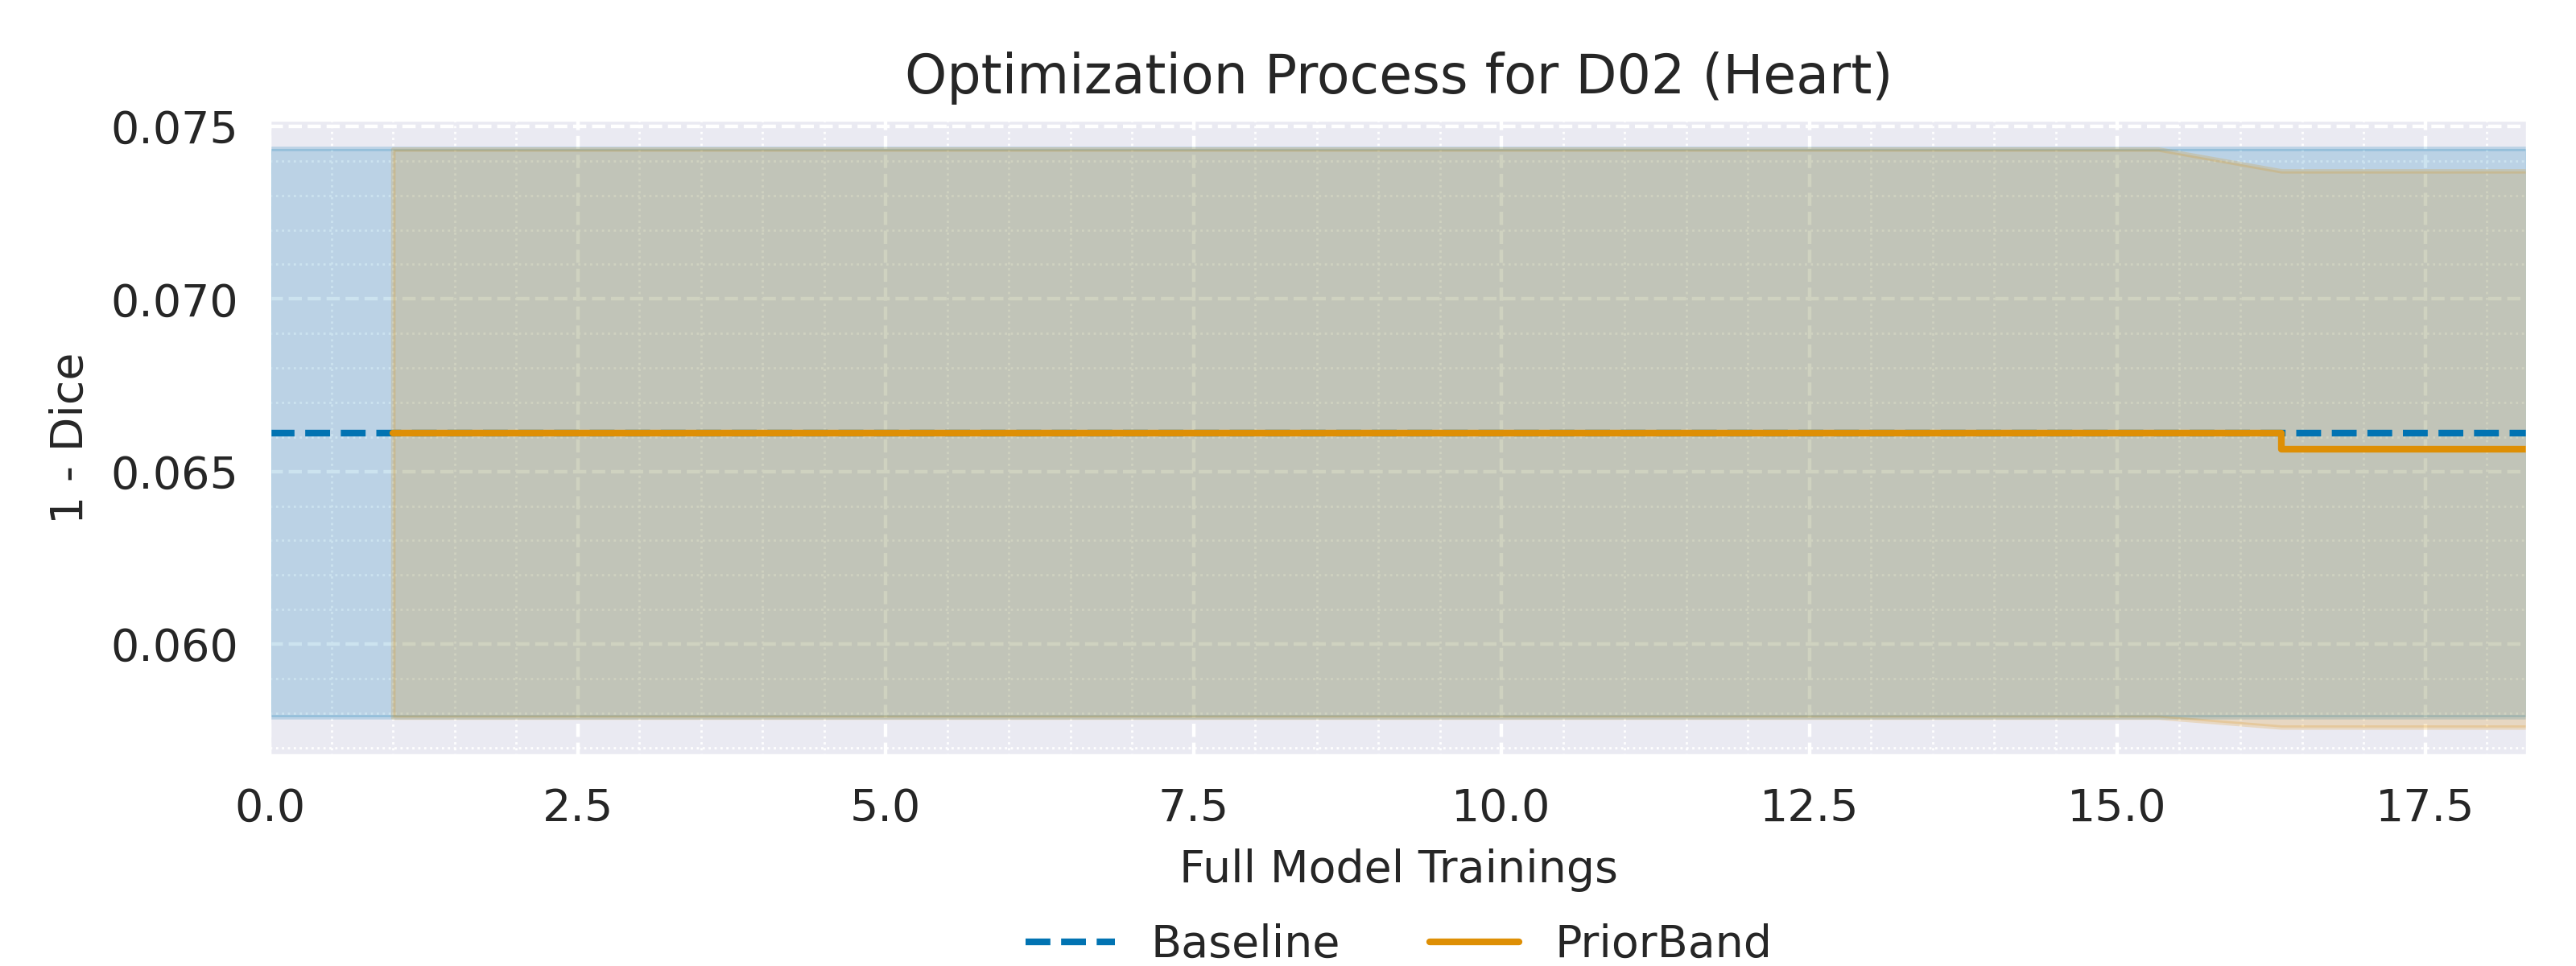 Optimization Process for D02 (Heart)
0.075
0.070
0.065
0.060
1 - Dice
0.0 2.5 5.0 7.5 10.0 12.5 15.0 17.5
Full Model Trainings
Baseline PriorBand